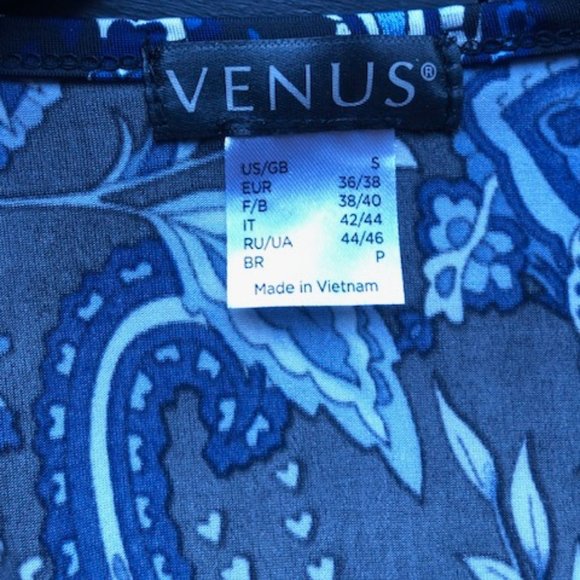 VENUS®
US/GB S
EUR 36/38
F/B 38/40
IT 42/44
RU/UA 44/46
BR P
Made in Vietnam